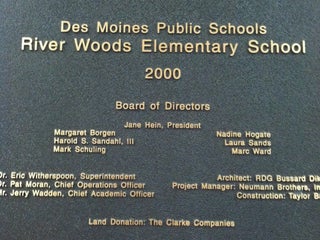 Des Moines Public Schools
River Woods Elementary School
2000
Board of Directors
Jane Hein, President
Margaret Borgen
Harold S. Sandahl, III
Mark Schuling
Nadine Hogate
Laura Sands
Marc Ward
Dr. Eric Witherspoon, Superintendent
Dr. Pat Moran, Chief Operations Officer
Mr. Jerry Wadden, Chief Academic Officer
Architect: RDG Bussard Dik
Project Manager: Neumann Brothers, In
Construction: Taylor B
Land Donation: The Clarke Companies